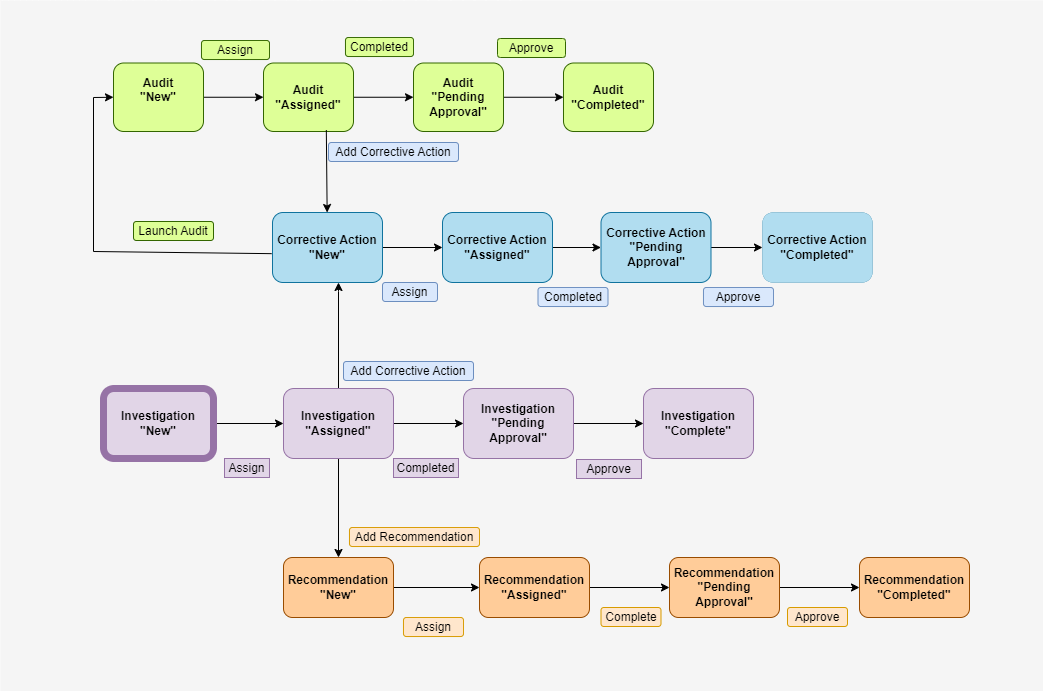 Assign
Completed
Approve
Audit
"New"
Audit
"Assigned"
Audit
"Pending
Approval"
Audit
"Completed"
Add Corrective Action
Launch Audit
Corrective Action
"New"
Corrective Action
"Assigned"
Corrective Action
"Pending
Approval"
Corrective Action
"Completed"
Assign
Completed
Approve
Add Corrective Action
Investigation
"New"
Investigation
"Assigned"
Investigation
"Pending
Approval"
Investigation
"Complete"
Assign
Completed
Approve
Add Recommendation
Recommendation
"New"
Recommendation
"Assigned"
Recommendation
"Pending
Approval"
Recommendation
"Completed"
Assign
Complete
Approve